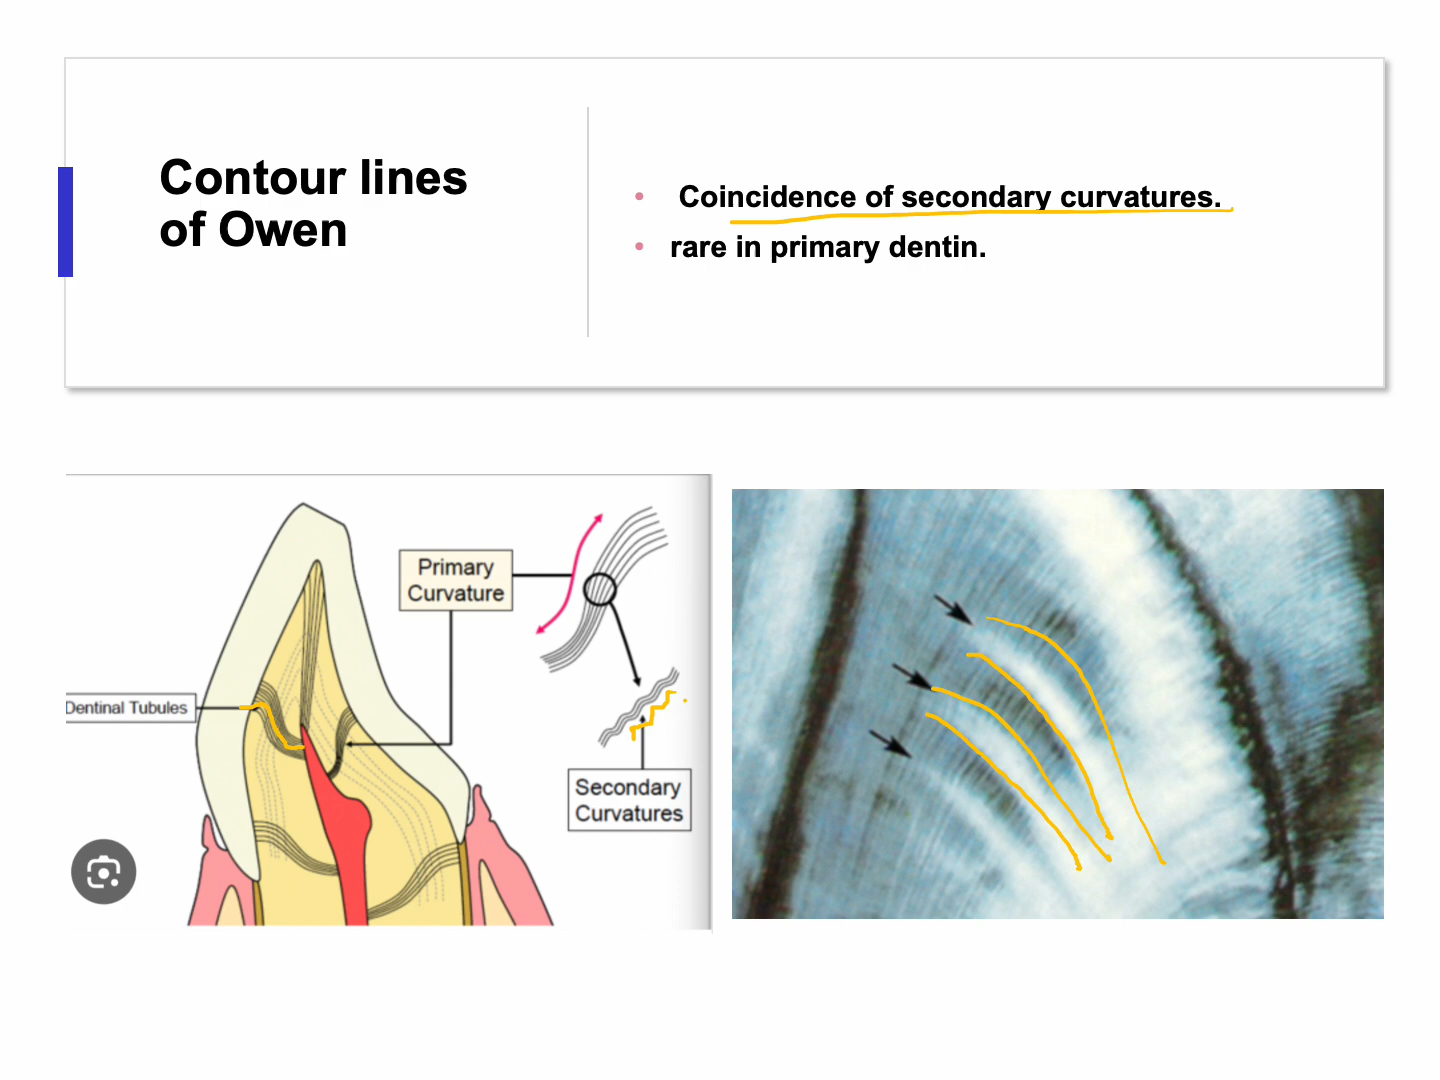 Contour lines
of Owen
• Coincidence of secondary curvatures.
• rare in primary dentin.
Primary
Curvature
Dentinal Tubules
Secondary
Curvatures